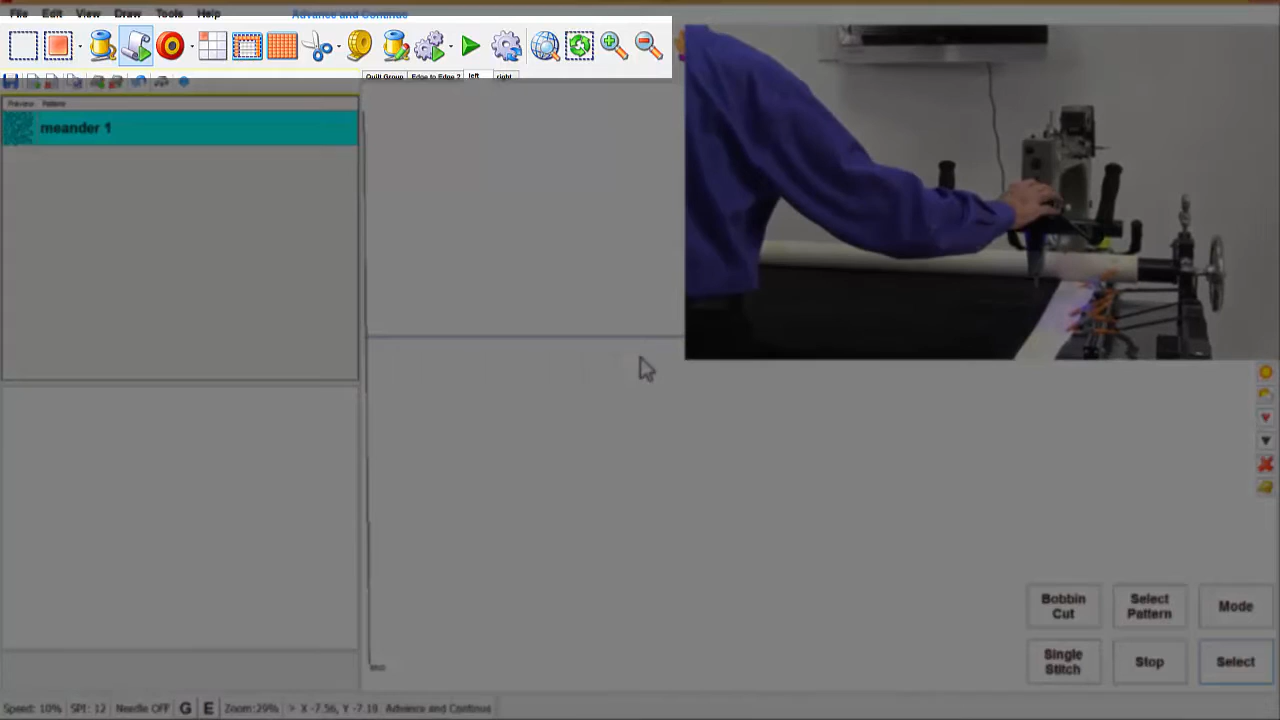 File Edit View Draw Tools Help Advance and Continue
Quilt Group Edge to Edge 2 left right
Preview Pattern
meander 1
Bobbin Cut
Select Pattern
Mode
Single Stitch
Stop
Select
END
Speed: 10% SPI: 12 Needle OFF G E Zoom:29% > X -7.56, Y -7.18 Advance and Continue